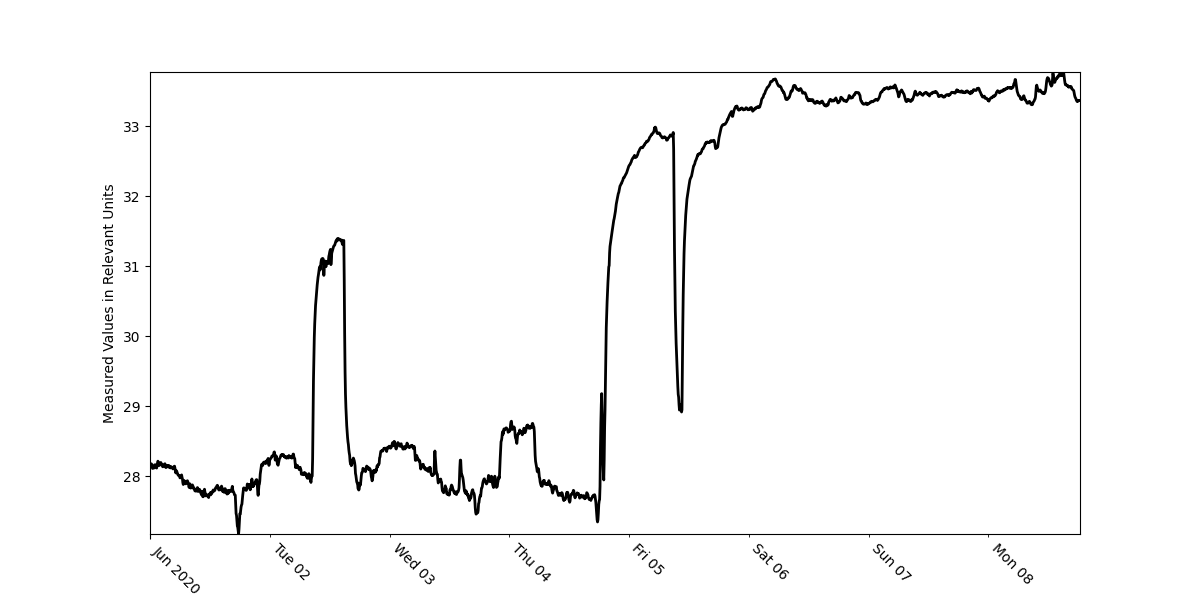 33
32
31
30
29
28
Measured Values in Relevant Units
Jun 2020
Tue 02
Wed 03
Thu 04
Fri 05
Sat 06
Sun 07
Mon 08